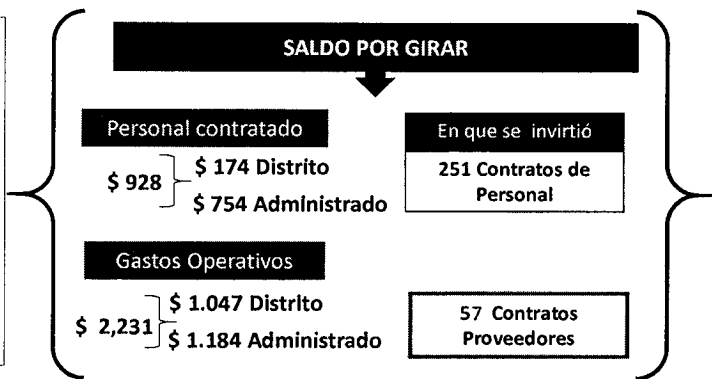 SALDO POR GIRAR
Personal contratado
$ 928
$ 174 Distrito
$ 754 Administrado
En que se invirtió
251 Contratos de
Personal
Gastos Operativos
$ 2,231
$ 1.047 Distrito
$ 1.184 Administrado
57 Contratos
Proveedores